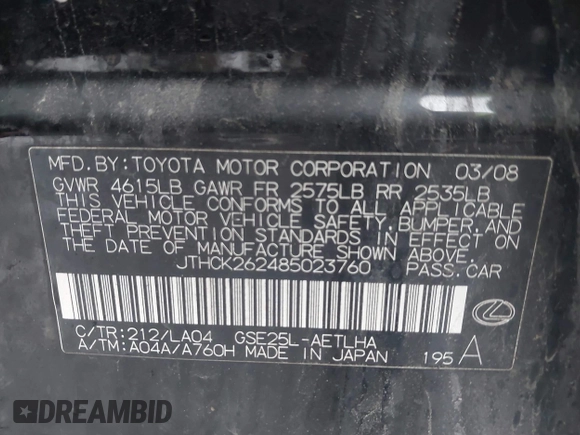 MFD. BY: TOYOTA MOTOR CORPORATION 03/08
GVWR 4615LB GAWR FR 2575LB RR 2535LB
THIS VEHICLE CONFORMS TO ALL APPLICABLE
FEDERAL MOTOR VEHICLE SAFETY, BUMPER, AND
THEFT PREVENTION STANDARDS IN EFFECT ON
THE DATE OF MANUFACTURE SHOWN ABOVE.
JTHCK262485023760 PASS. CAR
C/TR: 212/LA04 GSE25L-AETLHA
A/TM: A04A/A760H MADE IN JAPAN 195 A
DREAMBID